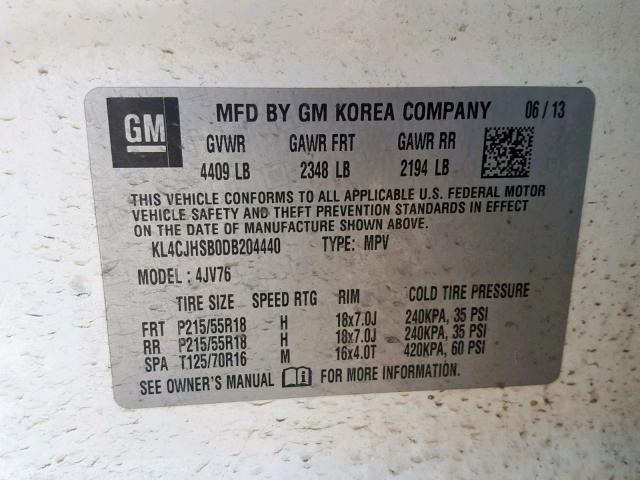 GM
MFD BY GM KOREA COMPANY 06 / 13
GVWR GAWR FRT GAWR RR
4409 LB 2348 LB 2194 LB
THIS VEHICLE CONFORMS TO ALL APPLICABLE U.S. FEDERAL MOTOR
VEHICLE SAFETY AND THEFT PREVENTION STANDARDS IN EFFECT
ON THE DATE OF MANUFACTURE SHOWN ABOVE.
KL4CJHSB0DB204440 TYPE: MPV
MODEL : 4JV76
TIRE SIZE SPEED RTG RIM COLD TIRE PRESSURE
FRT P215/55R18 H 18x7.0J 240KPA, 35 PSI
RR P215/55R18 H 18x7.0J 240KPA, 35 PSI
SPA T125/70R16 M 16x4.0T 420KPA, 60 PSI
SEE OWNER'S MANUAL FOR MORE INFORMATION.